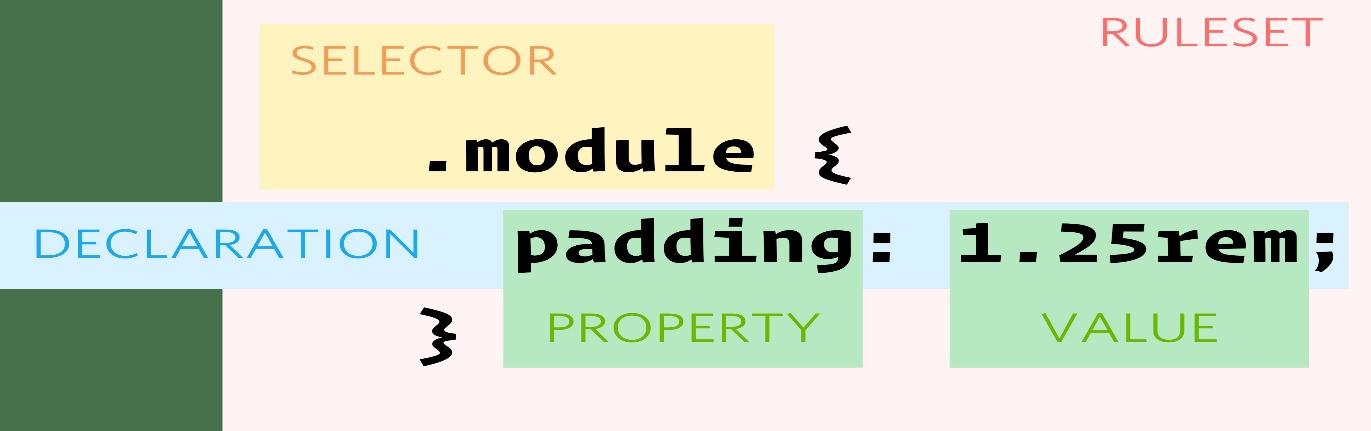 RULESET
SELECTOR
.module {
DECLARATION padding: 1.25rem;
} PROPERTY VALUE